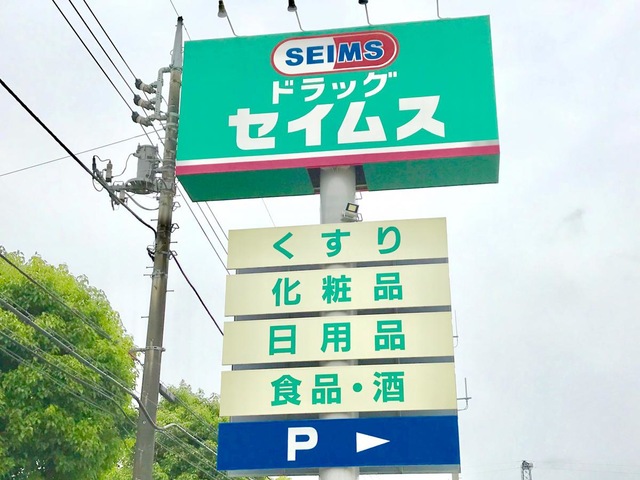 SEIMS
ドラッグ
セイムス
くすり
化粧品
日用品
食品・酒
P